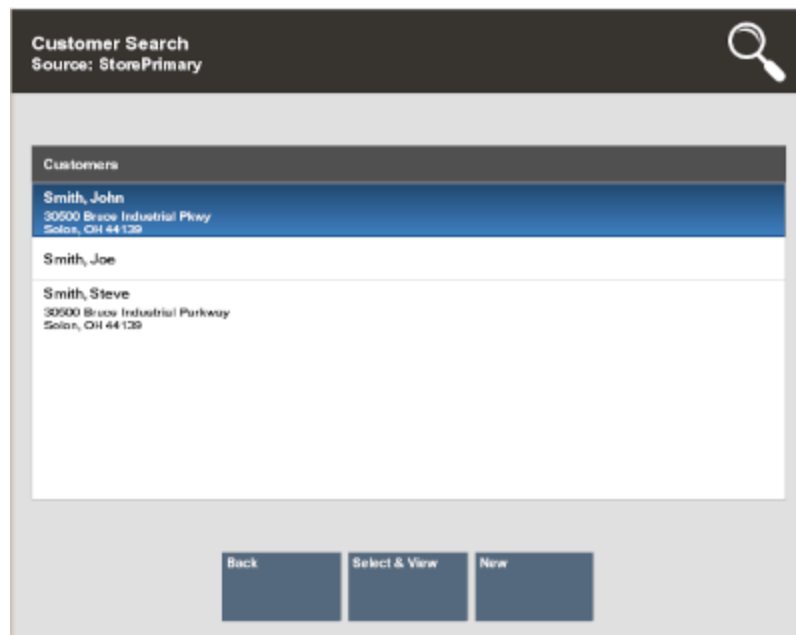 Customer Search
Source: StorePrimary
Customers
Smith, John
30500 Bruce Industrial Pkwy
Solon, OH 44139
Smith, Joe
Smith, Steve
30500 Bruce Industrial Parkway
Solon, OH 44139
Back
Select & View
New